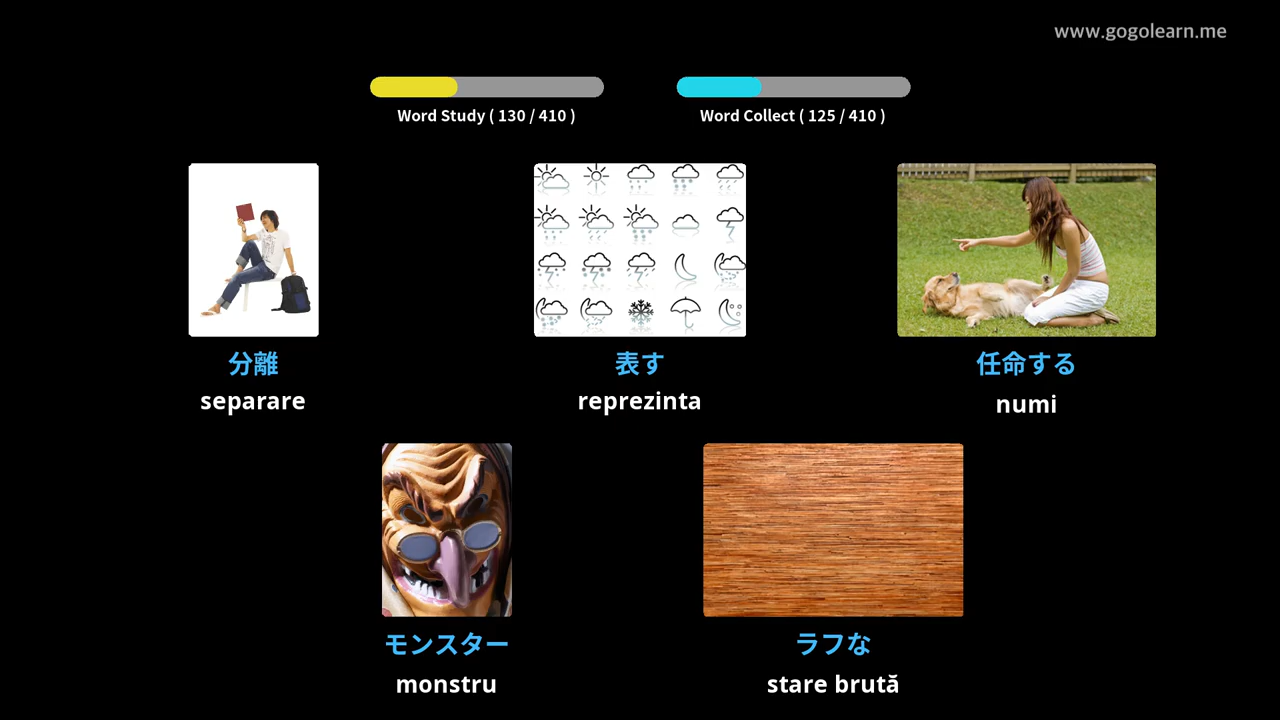 www.gogolearn.me
Word Study ( 130 / 410 )
Word Collect ( 125 / 410 )
分離
separare
表す
reprezinta
任命する
numi
モンスター
monstru
ラフな
stare brută